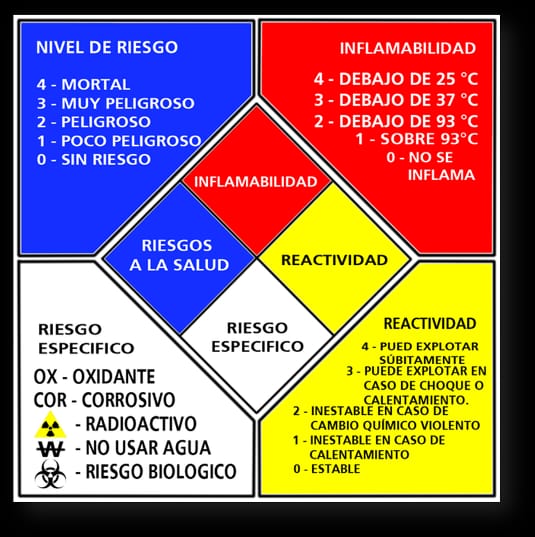 NIVEL DE RIESGO
4 - MORTAL
3 - MUY PELIGROSO
2 - PELIGROSO
1 - POCO PELIGROSO
0 - SIN RIESGO
INFLAMABILIDAD
4 - DEBAJO DE 25 °C
3 - DEBAJO DE 37 °C
2 - DEBAJO DE 93 °C
1 - SOBRE 93°C
0 - NO SE
INFLAMA
INFLAMABILIDAD
RIESGOS
A LA SALUD
REACTIVIDAD
RIESGO
ESPECIFICO
RIESGO
ESPECIFICO
OX - OXIDANTE
COR - CORROSIVO
- RADIOACTIVO
W - NO USAR AGUA
- RIESGO BIOLOGICO
REACTIVIDAD
4 - PUED EXPLOTAR
SÚBITAMENTE
3 - PUEDE EXPLOTAR EN
CASO DE CHOQUE O
CALENTAMIENTO.
2 - INESTABLE EN CASO DE
CAMBIO QUÍMICO VIOLENTO
1 - INESTABLE EN CASO DE
CALENTAMIENTO
0 - ESTABLE